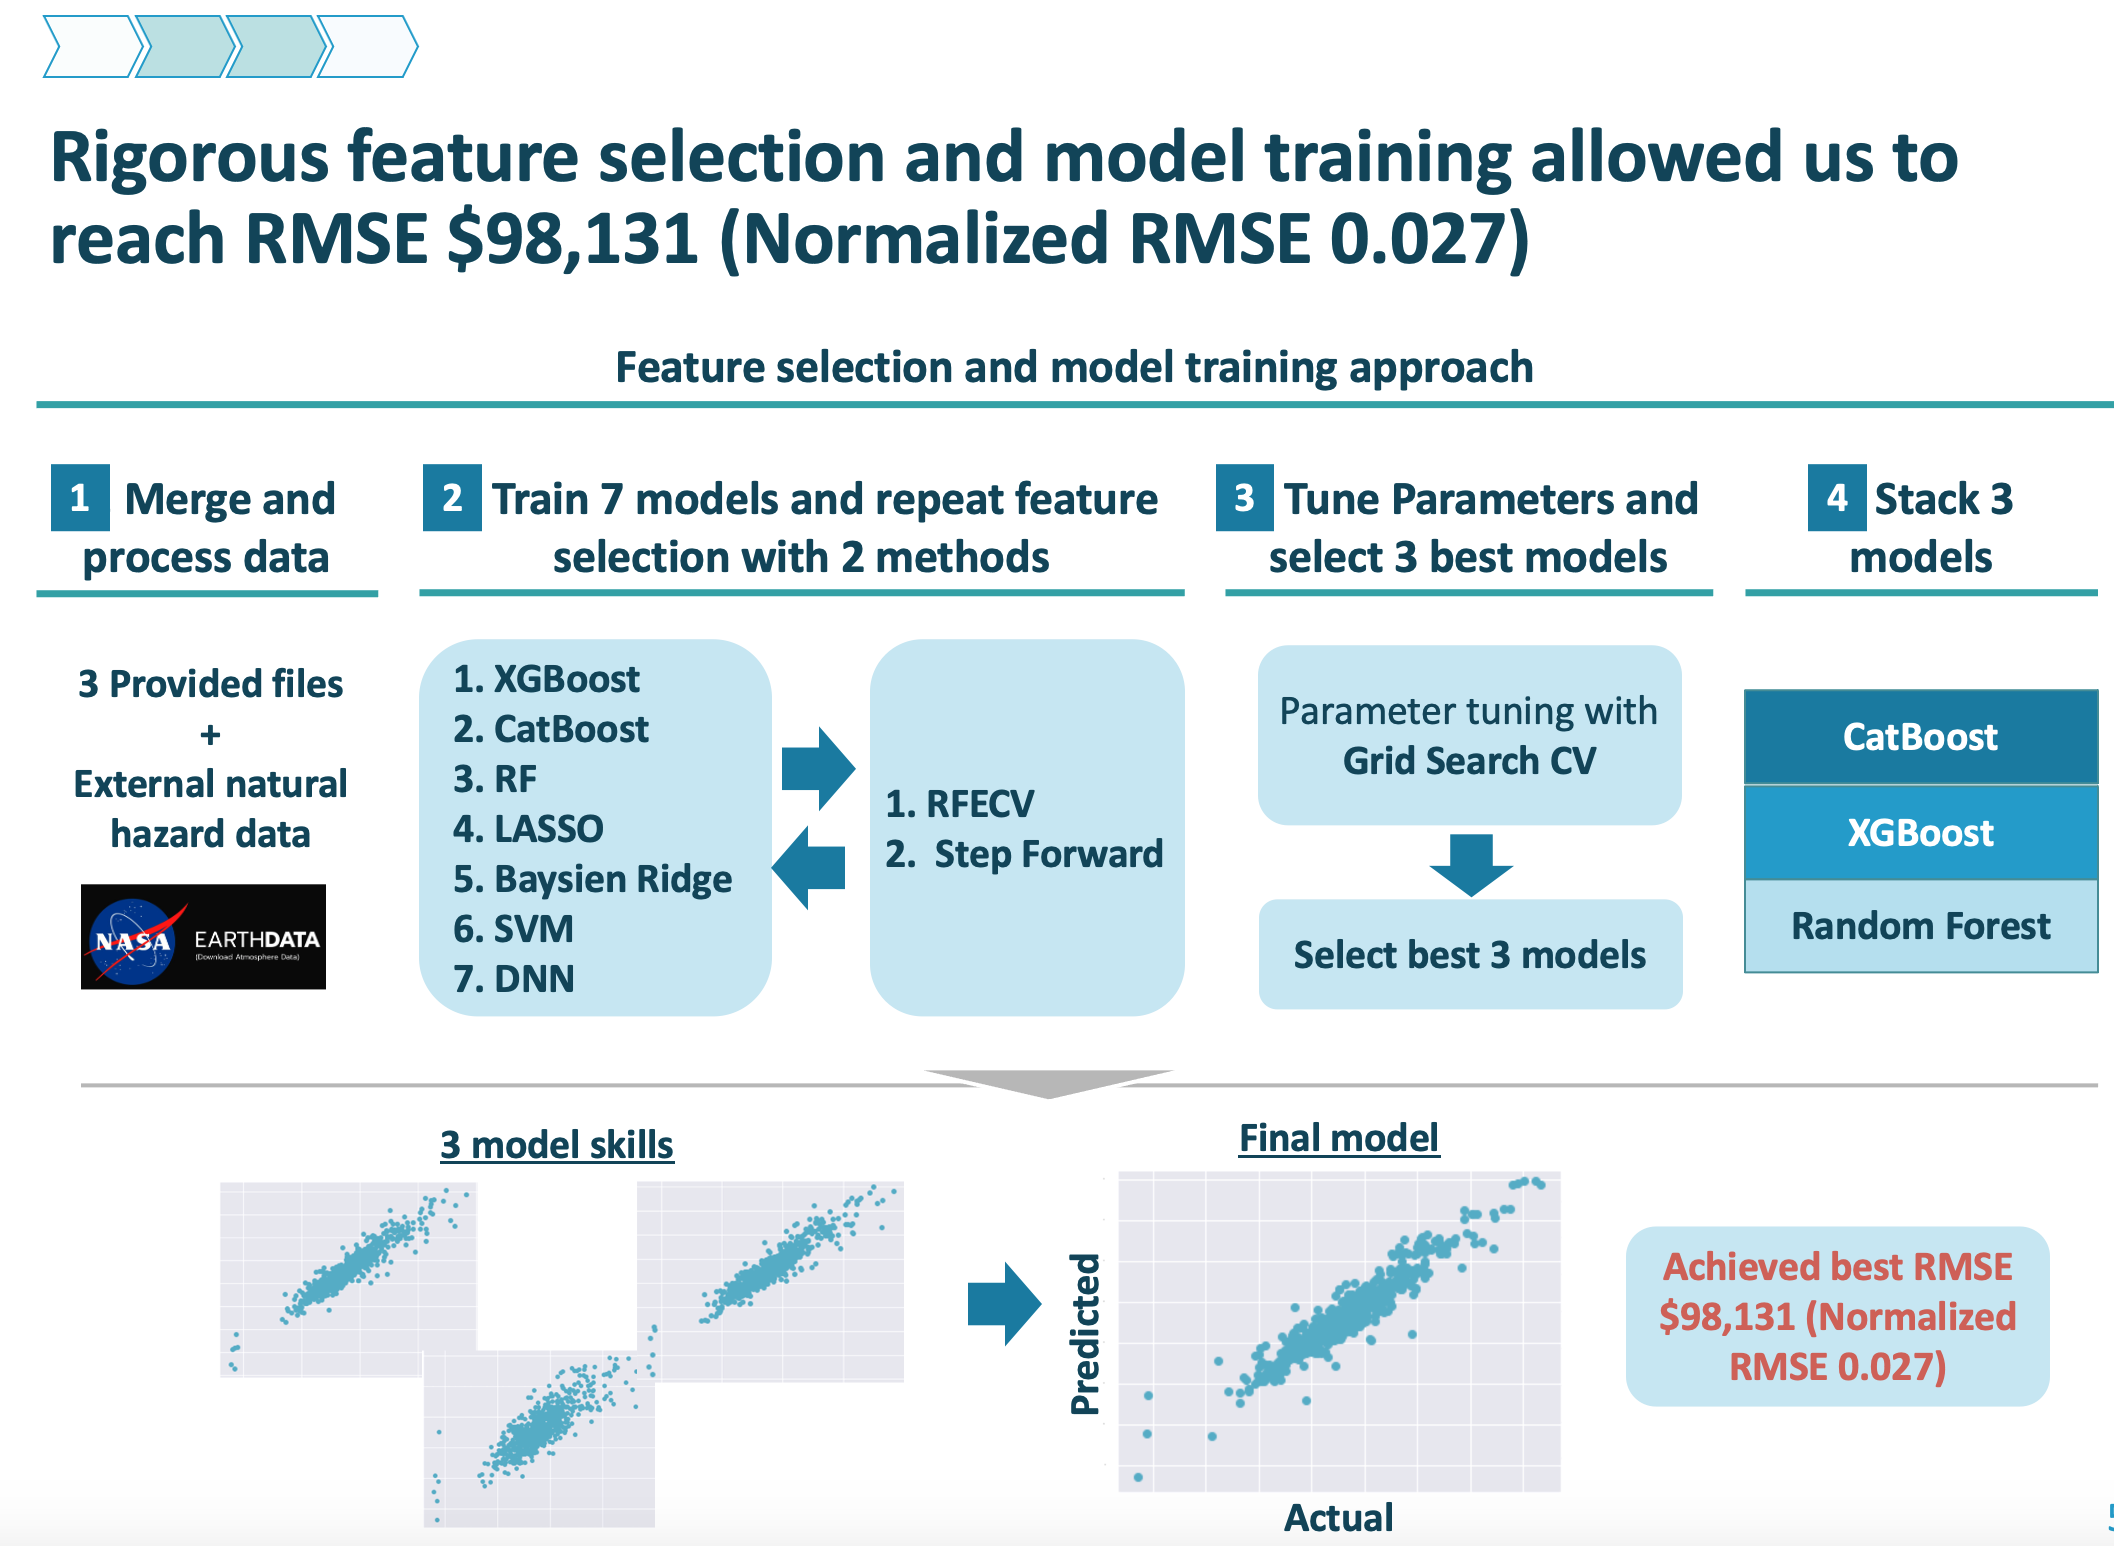 Rigorous feature selection and model training allowed us to
reach RMSE $98,131 (Normalized RMSE 0.027)
Feature selection and model training approach
1 Merge and
process data
3 Provided files
+
External natural
hazard data
NASA
EARTHDATA
(Download Atmosphere Data)
2 Train 7 models and repeat feature
selection with 2 methods
1. XGBoost
2. CatBoost
3. RF
4. LASSO
5. Baysien Ridge
6. SVM
7. DNN
1. RFECV
2. Step Forward
3 Tune Parameters and
select 3 best models
Parameter tuning with
Grid Search CV
Select best 3 models
4 Stack 3
models
CatBoost
XGBoost
Random Forest
3 model skills
Final model
Predicted
Actual
Achieved best RMSE
$98,131 (Normalized
RMSE 0.027)